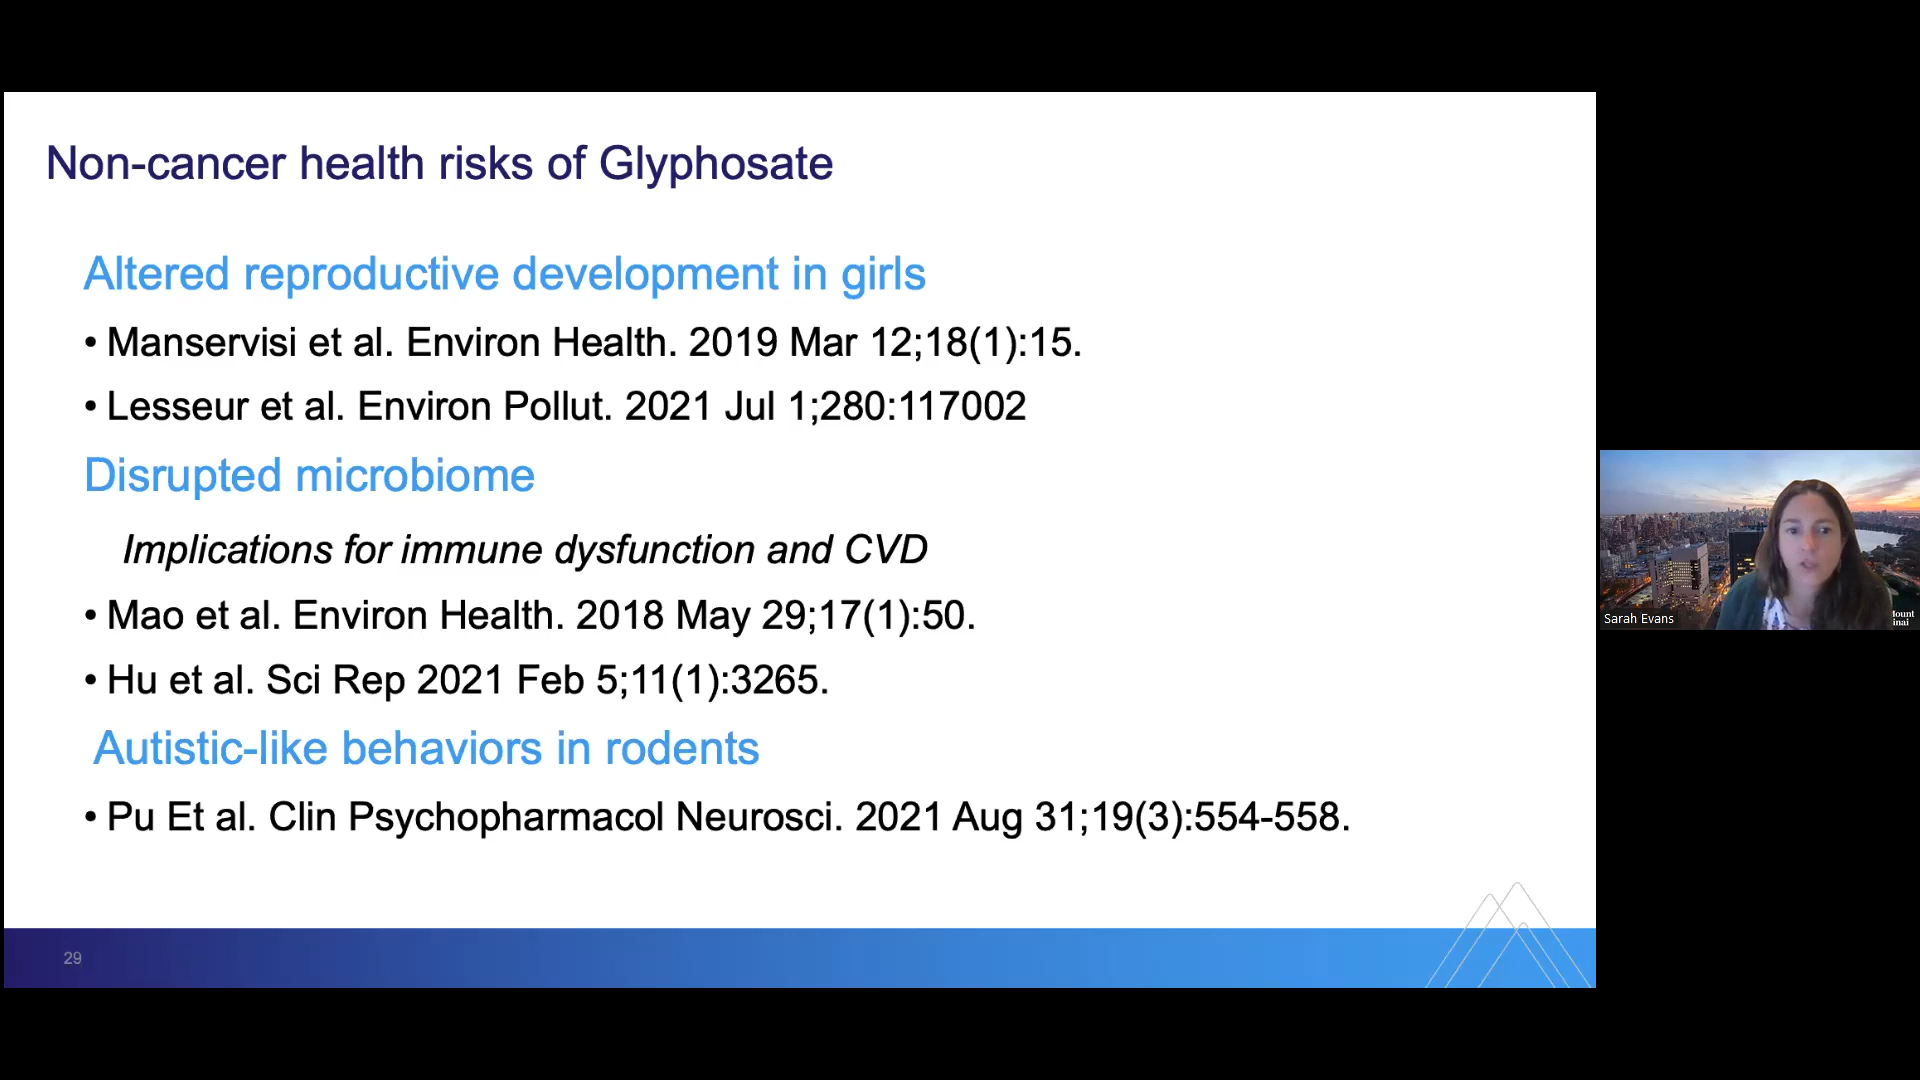 Non-cancer health risks of Glyphosate
Altered reproductive development in girls
• Manservisi et al. Environ Health. 2019 Mar 12;18(1):15.
• Lesseur et al. Environ Pollut. 2021 Jul 1;280:117002
Disrupted microbiome
Implications for immune dysfunction and CVD
• Mao et al. Environ Health. 2018 May 29;17(1):50.
• Hu et al. Sci Rep 2021 Feb 5;11(1):3265.
Autistic-like behaviors in rodents
• Pu Et al. Clin Psychopharmacol Neurosci. 2021 Aug 31;19(3):554-558.
29
Sarah Evans